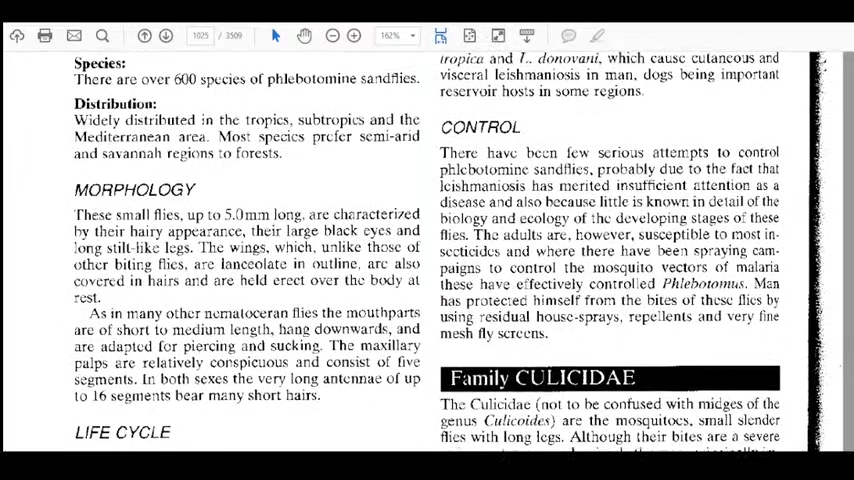 1025 / 3509
162%
Species:
There are over 600 species of phlebotomine sandflies.
Distribution:
Widely distributed in the tropics, subtropics and the
Mediterranean area. Most species prefer semi-arid
and savannah regions to forests.
MORPHOLOGY
These small flies, up to 5.0mm long, are characterized
by their hairy appearance, their large black eyes and
long stilt-like legs. The wings, which, unlike those of
other biting flies, are lanceolate in outline, are also
covered in hairs and are held erect over the body at
rest.
As in many other nematoceran flies the mouthparts
are of short to medium length, hang downwards, and
are adapted for piercing and sucking. The maxillary
palps are relatively conspicuous and consist of five
segments. In both sexes the very long antennae of up
to 16 segments bear many short hairs.
LIFE CYCLE
tropica and L. donovani, which cause cutaneous and
visceral leishmaniosis in man, dogs being important
reservoir hosts in some regions.
CONTROL
There have been few serious attempts to control
phlebotomine sandflies, probably due to the fact that
leishmaniosis has merited insufficient attention as a
disease and also because little is known in detail of the
biology and ecology of the developing stages of these
flies. The adults are, however, susceptible to most in-
secticides and where there have been spraying cam-
paigns to control the mosquito vectors of malaria
these have effectively controlled Phlebotomus. Man
has protected himself from the bites of these flies by
using residual house-sprays, repellents and very fine
mesh fly screens.
Family CULICIDAE
The Culicidae (not to be confused with midges of the
genus Culicoides) are the mosquitoes, small slender
flies with long legs. Although their bites are a severe